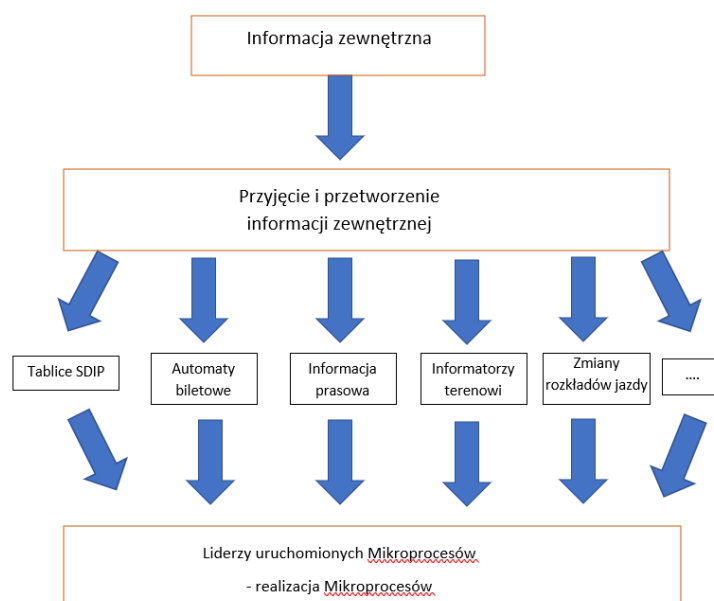 Informacja zewnętrzna
Przyjęcie i przetworzenie
informacji zewnętrznej
Tablice SDIP
Automaty
biletowe
Informacja
prasowa
Informatorzy
terenowi
Zmiany
rozkładów jazdy
....
Liderzy uruchomionych Mikroprocesów
- realizacja Mikroprocesów